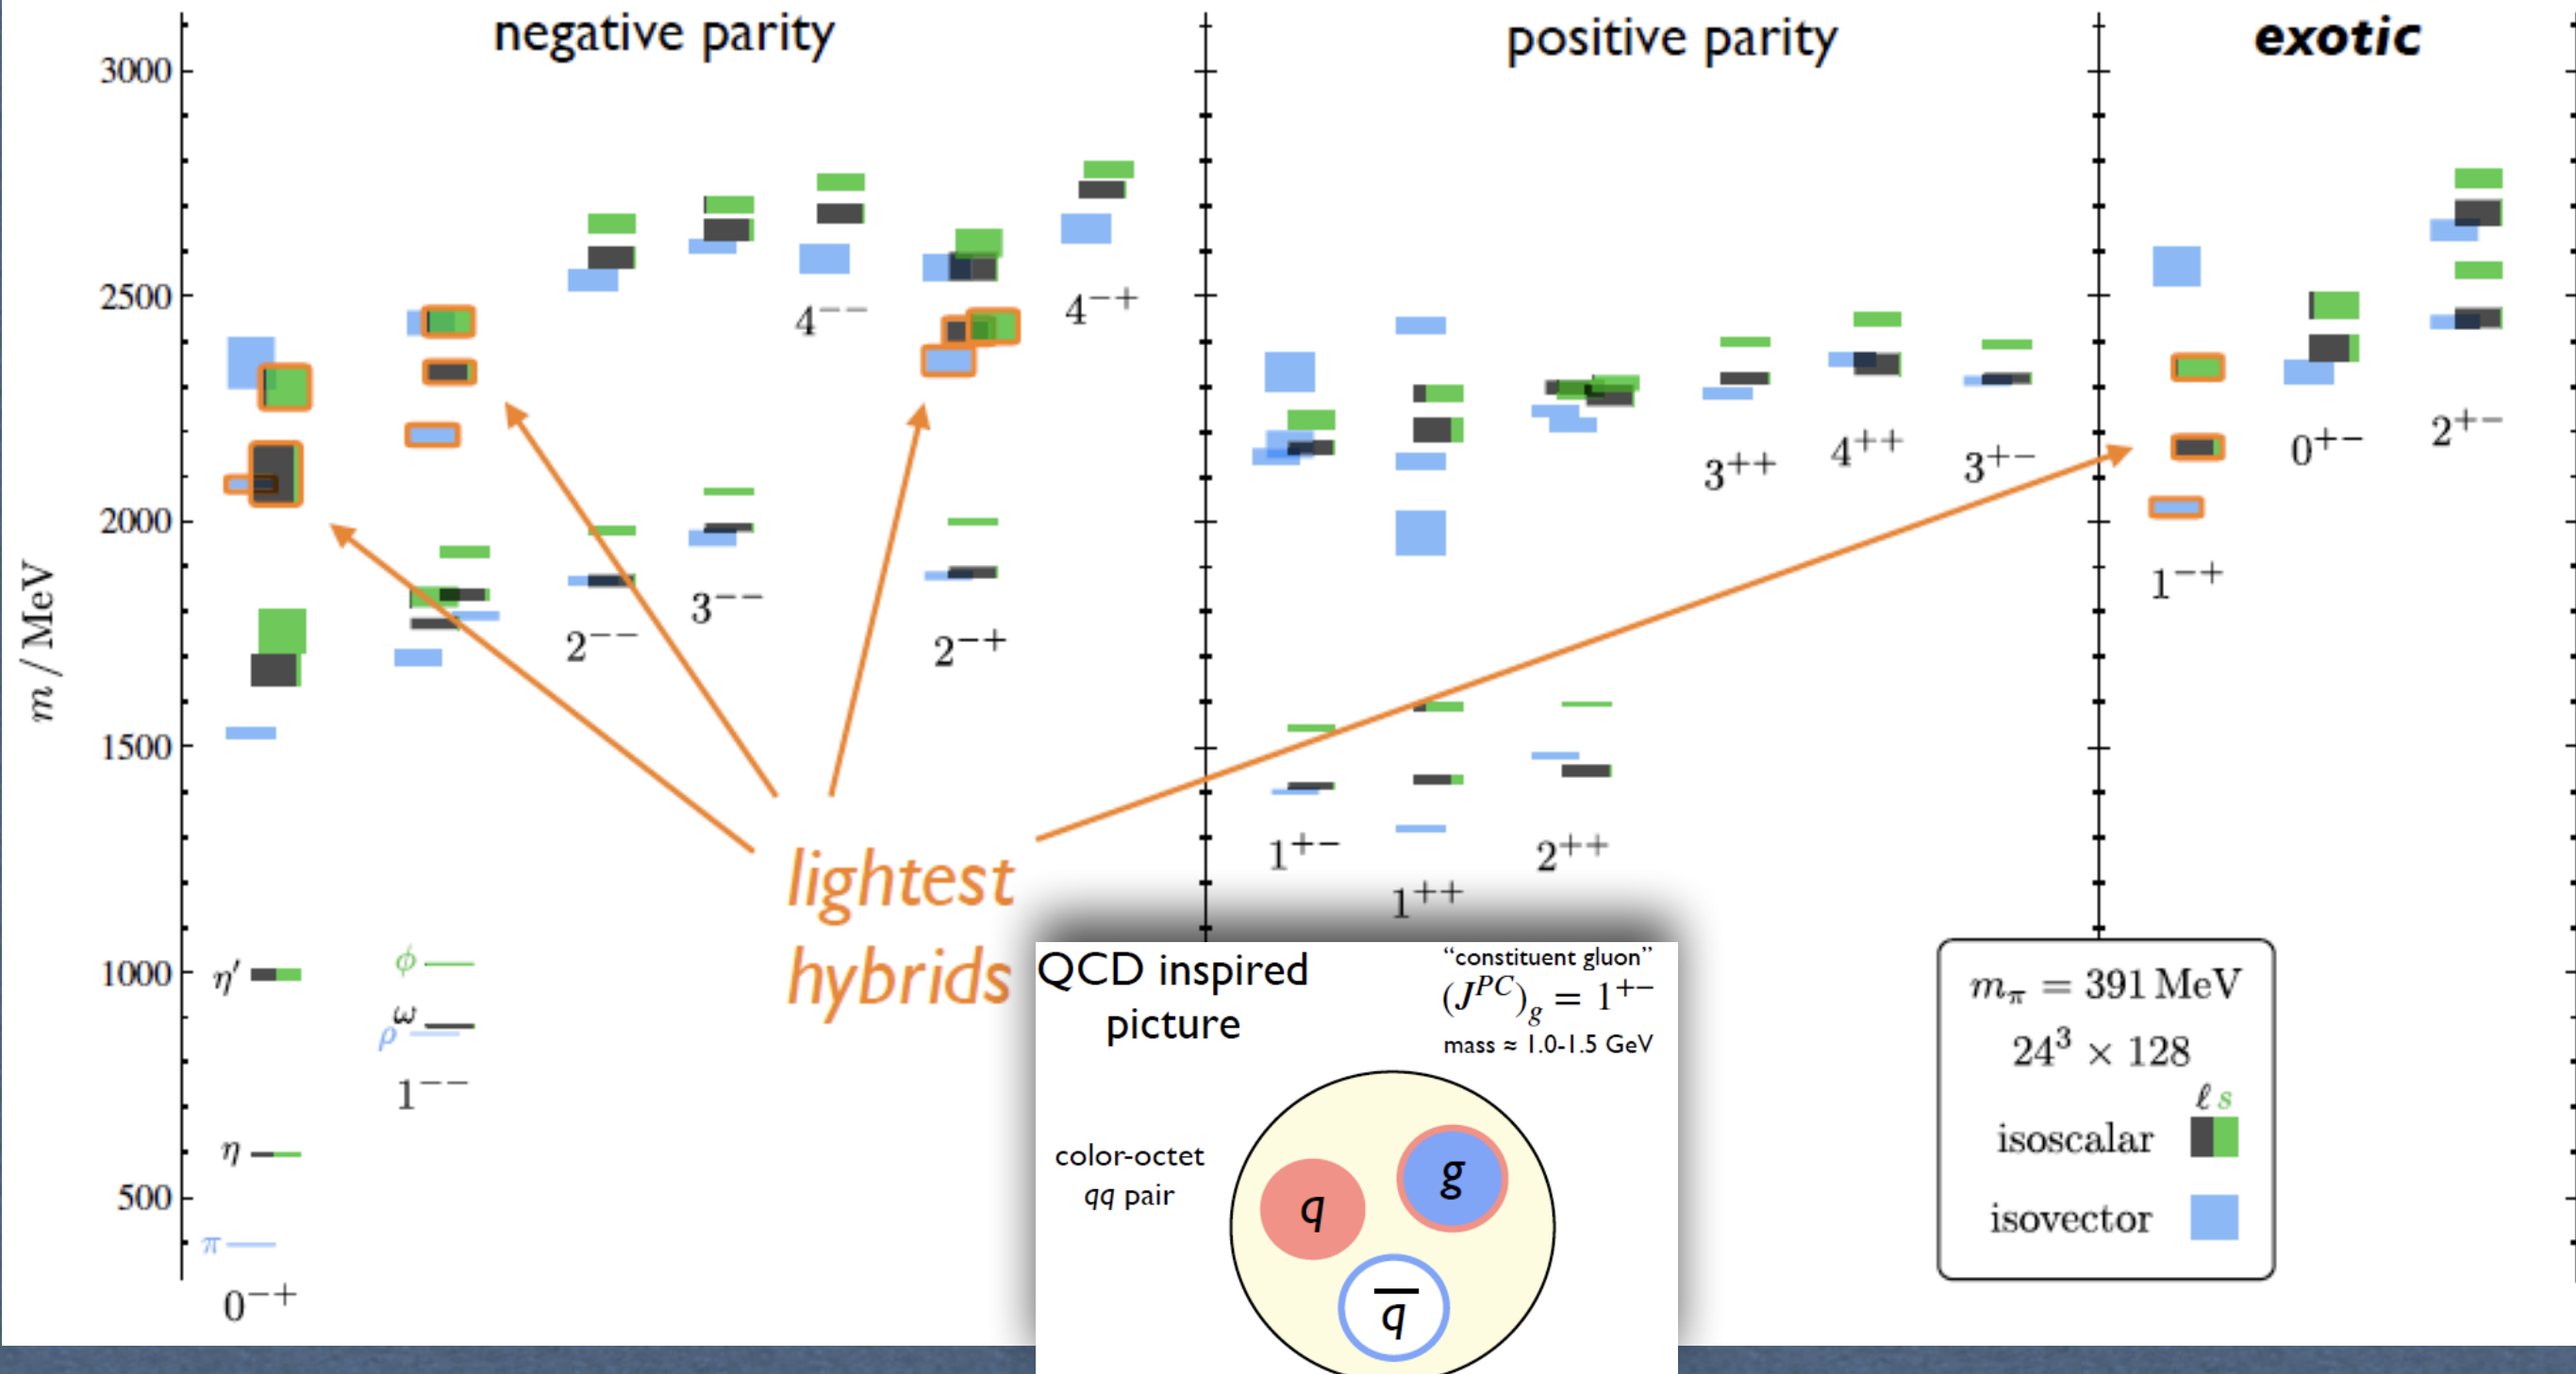 negative parity
positive parity
exotic
3000
2500
2000
1500
1000
500
m / MeV
4⁻⁻
4⁻⁺
2⁻⁻
3⁻⁻
2⁻⁺
3⁺⁺
4⁺⁺
3⁺⁻
0⁺⁻
2⁺⁻
1⁻⁺
1⁺⁻
1⁺⁺
2⁺⁺
lightest
hybrids
η′
ϕ
ω
ρ
1⁻⁻
η
π
0⁻⁺
QCD inspired
picture
“constituent gluon”
(Jᴾᶜ)g = 1⁺⁻
mass ≈ 1.0-1.5 GeV
color-octet
qq pair
q
g
q̅
mπ = 391 MeV
24³ × 128
ℓ s
isoscalar
isovector